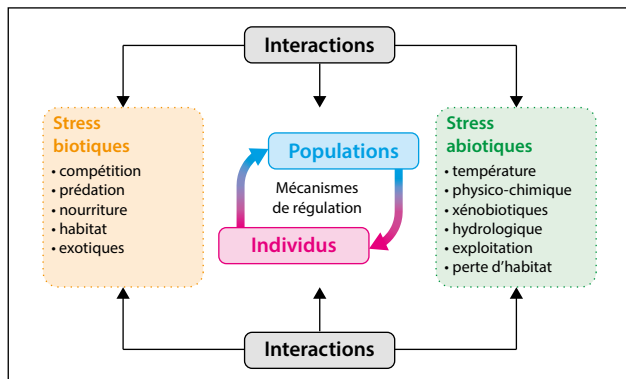 Interactions
Stress
biotiques
• compétition
• prédation
• nourriture
• habitat
• exotiques
Populations
Mécanismes
de régulation
Individus
Stress
abiotiques
• température
• physico-chimique
• xénobiotiques
• hydrologique
• exploitation
• perte d'habitat
Interactions